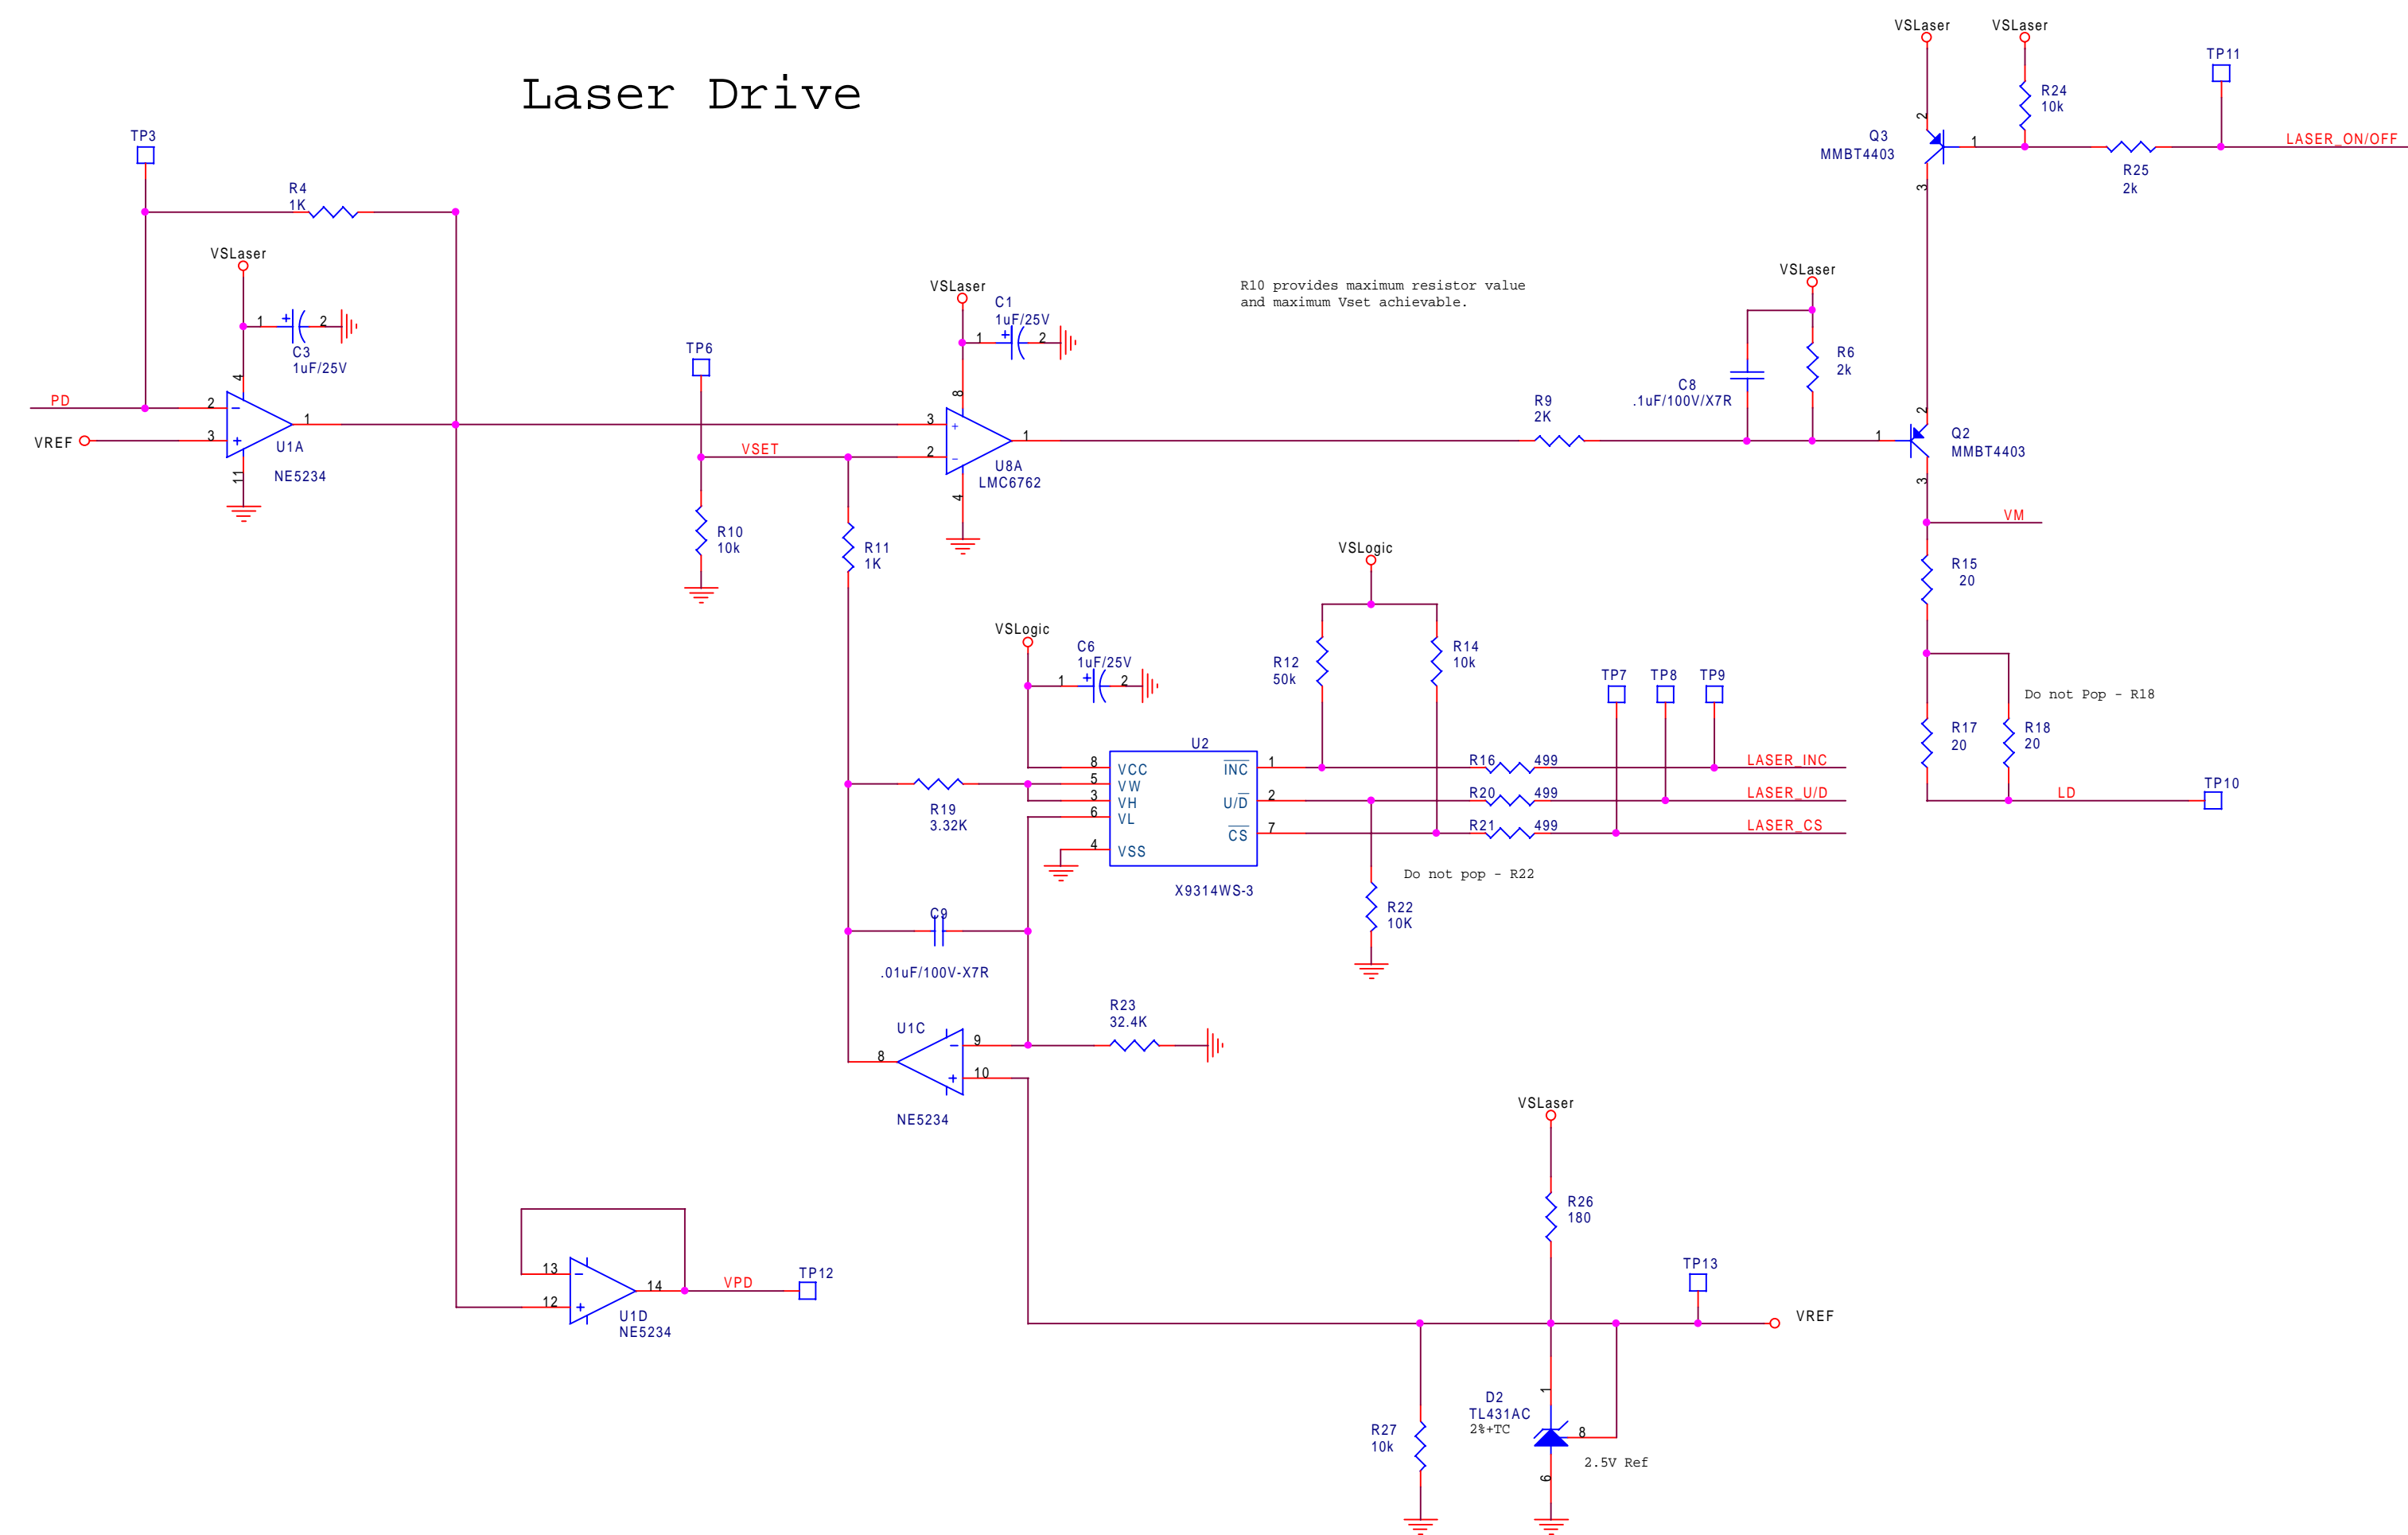 Laser Drive
VSLaser
VSLaser
TP11
R24
10k
Q3
MMBT4403
2
1
3
R25
2k
LASER_ON/OFF
TP3
R4
1K
VSLaser
1
+
2
C3
1uF/25V
4
PD
2
−
1
VREF
3
+
U1A
11
NE5234
TP6
VSET
R10
10k
R11
1K
VSLaser
C1
1uF/25V
1
+
2
8
3
+
1
2
−
U8A
LMC6762
4
R10 provides maximum resistor value
and maximum Vset achievable.
R9
2K
VSLaser
C8
.1uF/100V/X7R
R6
2k
1
2
Q2
MMBT4403
3
VM
R15
20
Do not Pop - R18
R17
20
R18
20
LD
TP10
VSLogic
C6
1uF/25V
1
+
2
VSLogic
R12
50k
R14
10k
TP7
TP8
TP9
U2
8
VCC
INC
1
5
VW
3
VH
U/D
2
6
VL
CS
7
4
VSS
X9314WS-3
R16
499
LASER_INC
R20
499
LASER_U/D
R21
499
LASER_CS
R19
3.32K
Do not pop - R22
R22
10K
C9
.01uF/100V-X7R
R23
32.4K
U1C
9
−
8
10
+
NE5234
VSLaser
R26
180
TP13
VREF
13
−
14
VPD
TP12
12
+
U1D
NE5234
R27
10k
1
D2
TL431AC
2%+TC
8
2.5V Ref
6